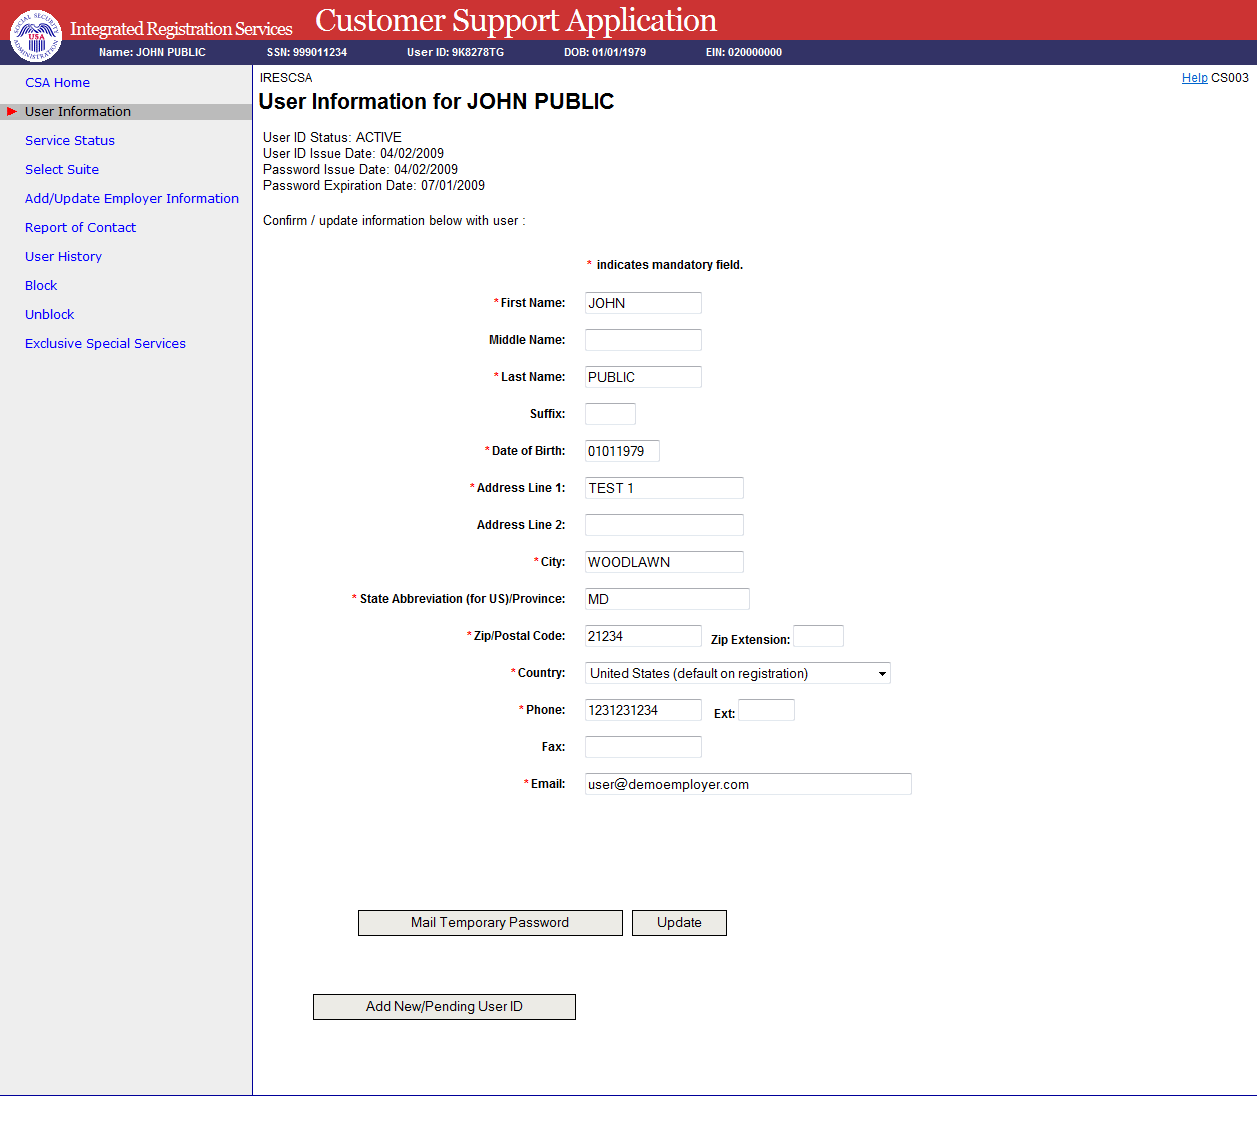 Integrated Registration Services Customer Support Application
SOCIAL SECURITY ADMINISTRATION
USA
Name: JOHN PUBLIC SSN: 999011234 User ID: 9K8278TG DOB: 01/01/1979 EIN: 020000000
CSA Home
User Information
Service Status
Select Suite
Add/Update Employer Information
Report of Contact
User History
Block
Unblock
Exclusive Special Services
IRESCSA Help CS003
User Information for JOHN PUBLIC
User ID Status: ACTIVE
User ID Issue Date: 04/02/2009
Password Issue Date: 04/02/2009
Password Expiration Date: 07/01/2009
Confirm / update information below with user :
* indicates mandatory field.
*First Name: JOHN
Middle Name:
*Last Name: PUBLIC
Suffix:
*Date of Birth: 01011979
*Address Line 1: TEST 1
Address Line 2:
*City: WOODLAWN
* State Abbreviation (for US)/Province: MD
*Zip/Postal Code: 21234 Zip Extension:
*Country: United States (default on registration)
*Phone: 1231231234 Ext:
Fax:
*Email: user@demoemployer.com
Mail Temporary Password Update
Add New/Pending User ID